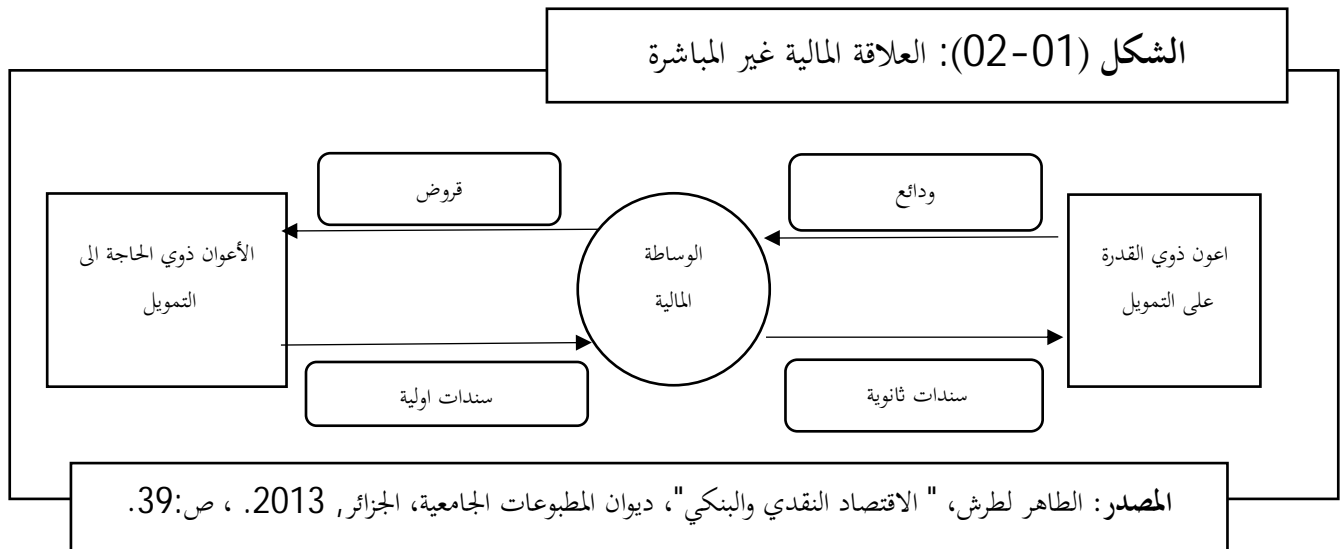 الشكل (01-02): العلاقة المالية غير المباشرة
ودائع
قروض
اعون ذوي القدرة
على التمويل
الوساطة
المالية
الأعوان ذوي الحاجة الى
التمويل
سندات ثانوية
سندات اولية
المصدر: الطاهر لطرش، " الاقتصاد النقدي والبنكي"، ديوان المطبوعات الجامعية، الجزائر, 2013. ، ص:39.